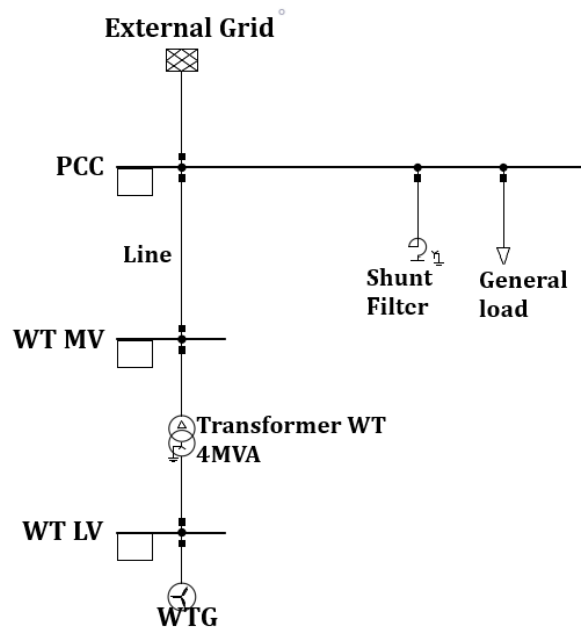 External Grid
PCC
Line
Shunt
Filter
General
load
WT MV
Transformer WT
4MVA
WT LV
WTG